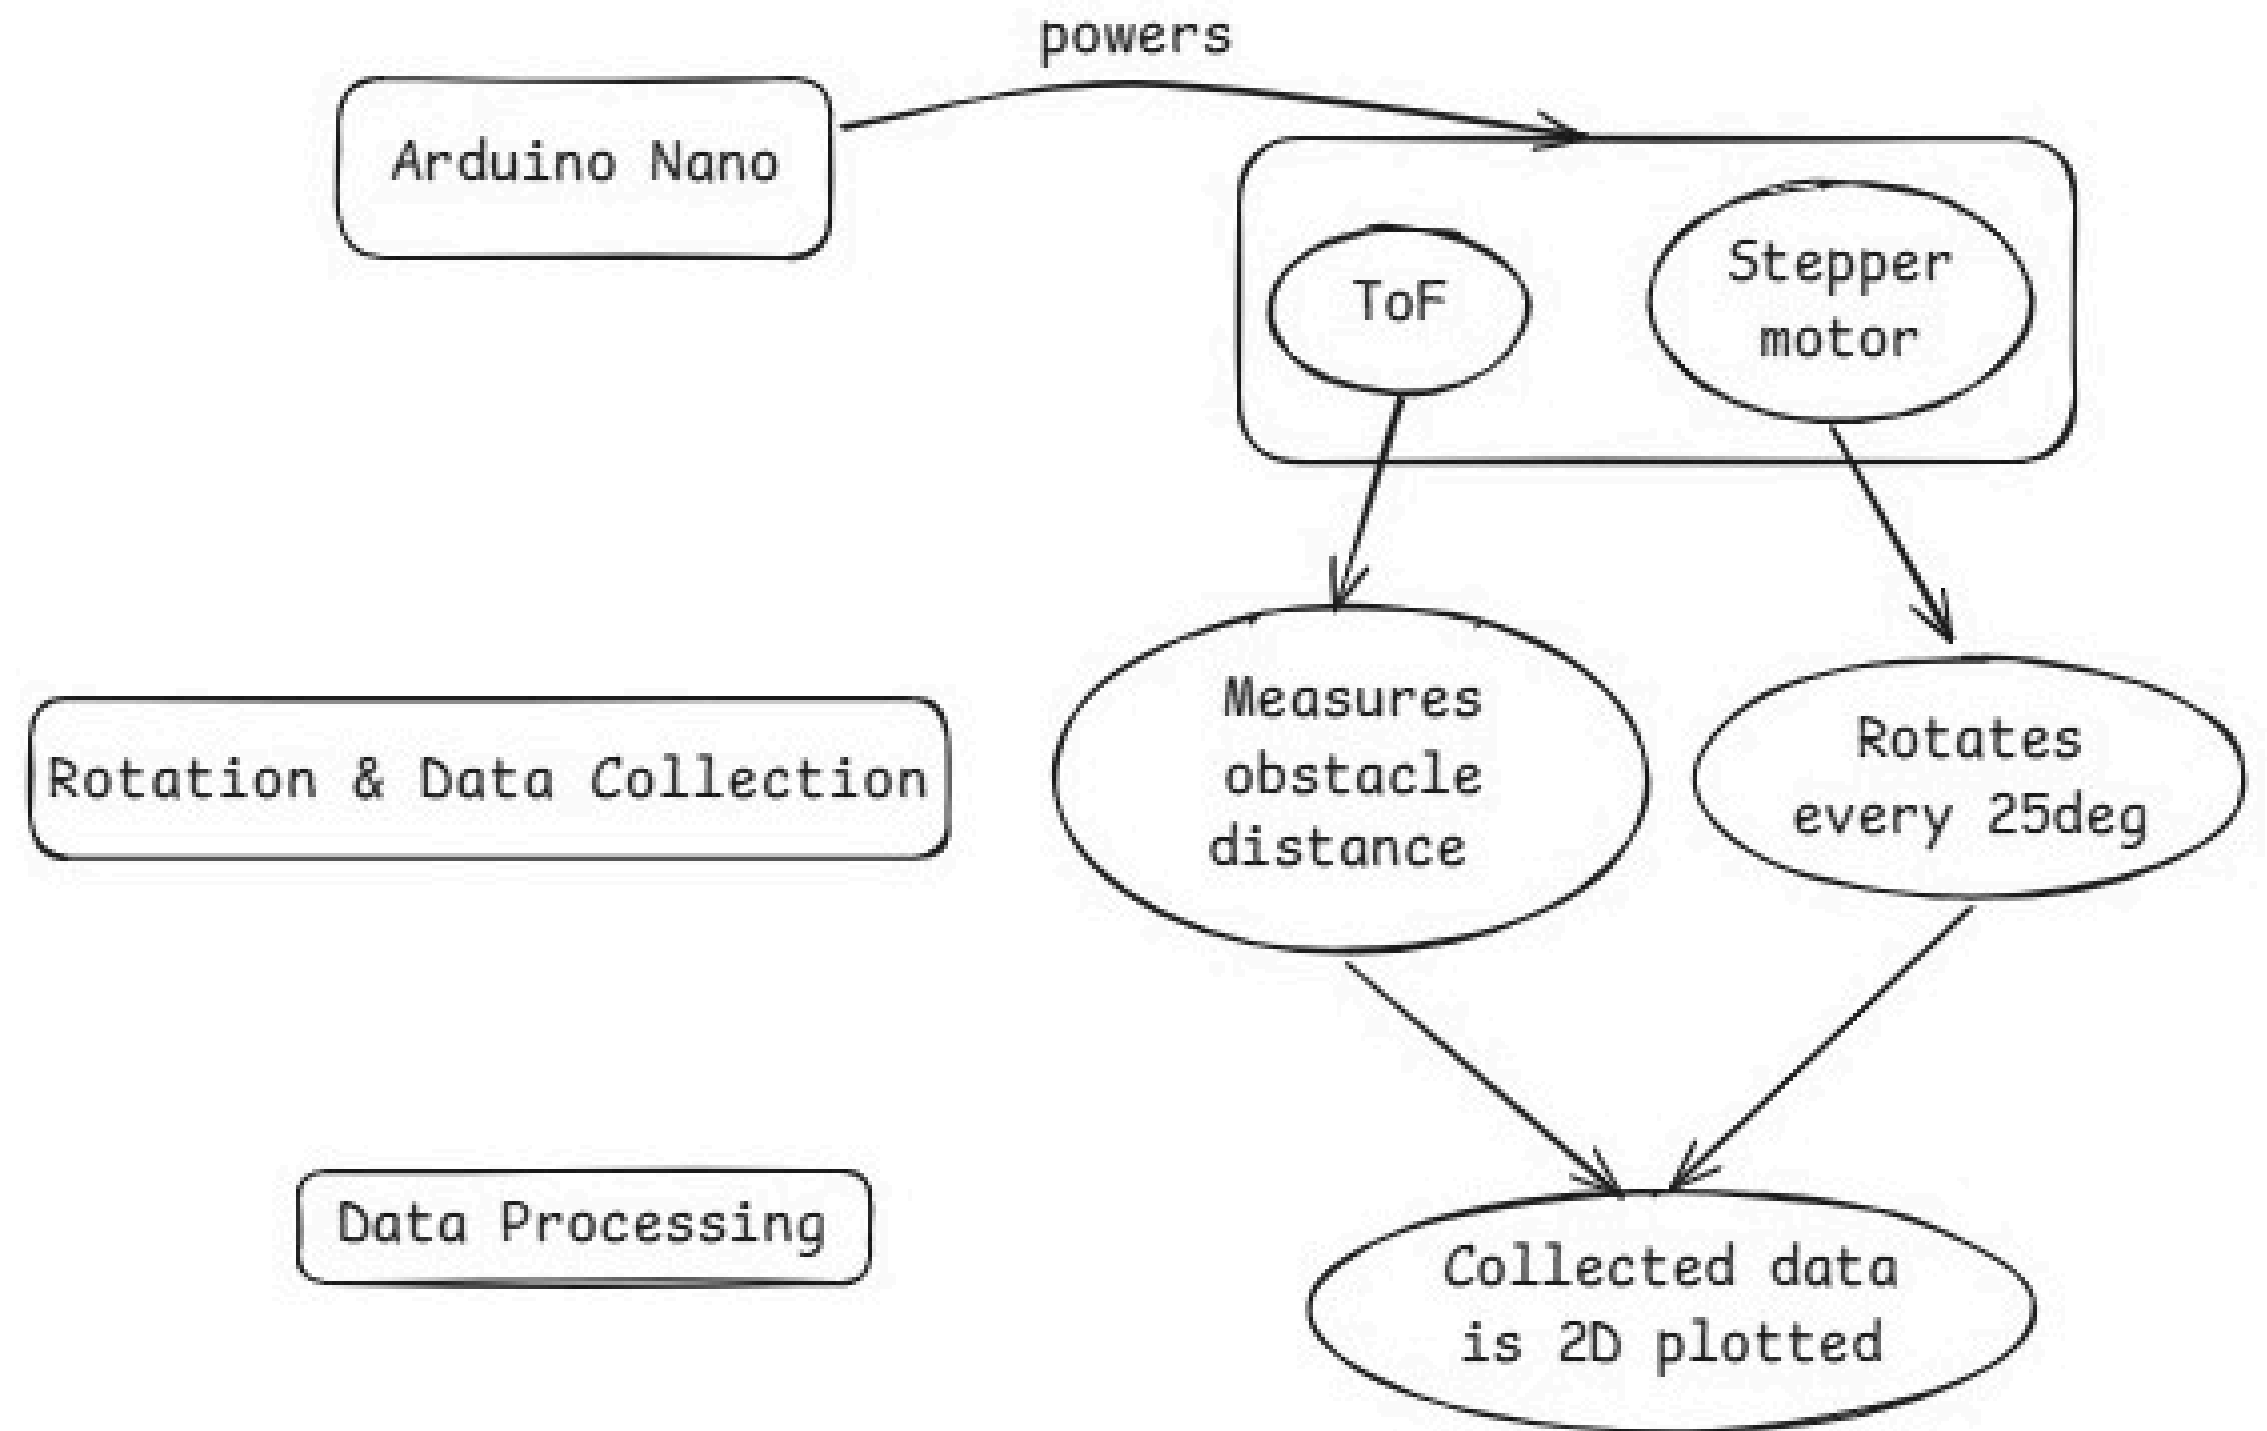 powers
Arduino Nano
ToF
Stepper
motor
Rotation & Data Collection
Measures
obstacle
distance
Rotates
every 25deg
Data Processing
Collected data
is 2D plotted